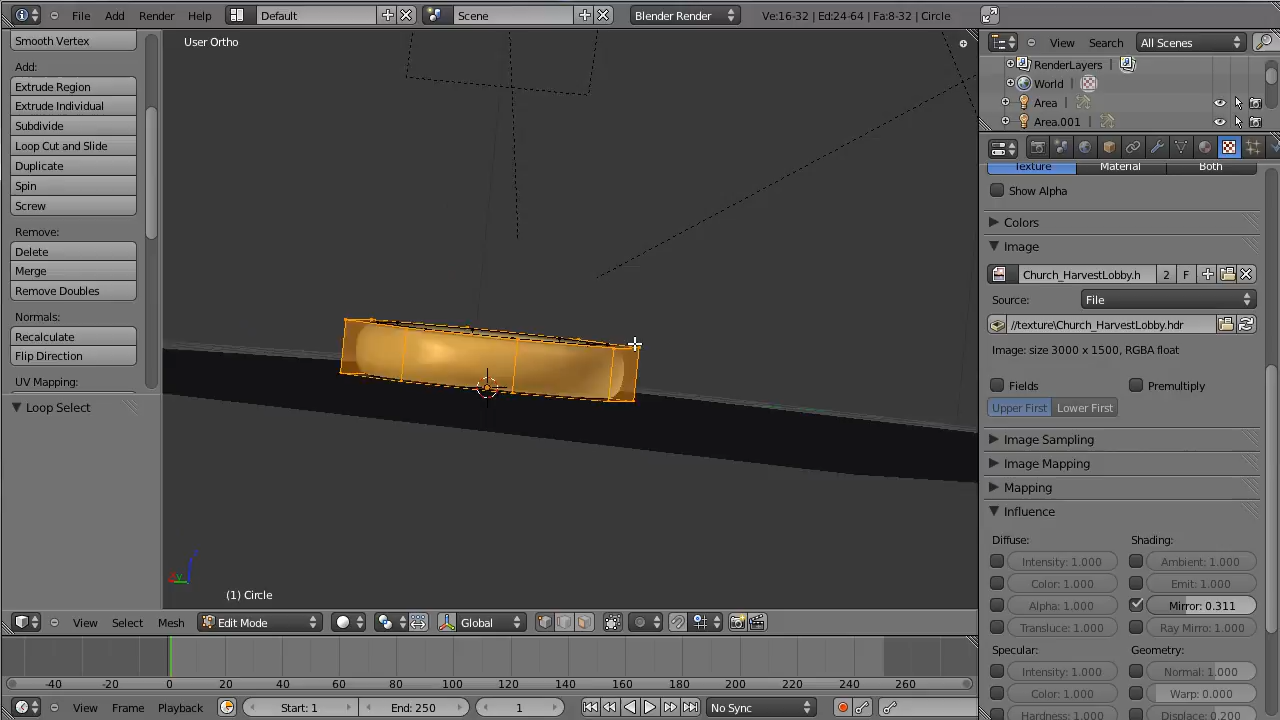 File Add Render Help Default Scene Blender Render Ve:16-32 | Ed:24-64 | Fa:8-32 | Circle
Smooth Vertex
Add:
Extrude Region
Extrude Individual
Subdivide
Loop Cut and Slide
Duplicate
Spin
Screw
Remove:
Delete
Merge
Remove Doubles
Normals:
Recalculate
Flip Direction
UV Mapping:
Loop Select
User Ortho
(1) Circle
View Select Mesh Edit Mode Global
View Search All Scenes
RenderLayers
World
Area
Area.001
Texture Material Both
Show Alpha
Colors
Image
Church_HarvestLobby.h 2 F
Source: File
//texture\Church_HarvestLobby.hdr
Image: size 3000 x 1500, RGBA float
Fields Premultiply
Upper First Lower First
Image Sampling
Image Mapping
Mapping
Influence
Diffuse: Shading:
Intensity: 1.000 Ambient: 1.000
Color: 1.000 Emit: 1.000
Alpha: 1.000 Mirror: 0.311
Transluce: 1.000 Ray Mirro: 1.000
Specular: Geometry:
Intensity: 1.000 Normal: 1.000
Color: 1.000 Warp: 0.000
Hardness: 1.000 Displace: 0.200
-40 -20 0 20 40 60 80 100 120 140 160 180 200 220 240 260
View Frame Playback Start: 1 End: 250 1 No Sync